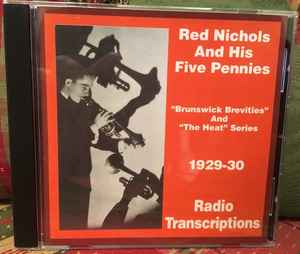 Red Nichols
And His
Five Pennies
"Brunswick Brevities"
And
"The Heat" Series
1929-30
Radio
Transcriptions